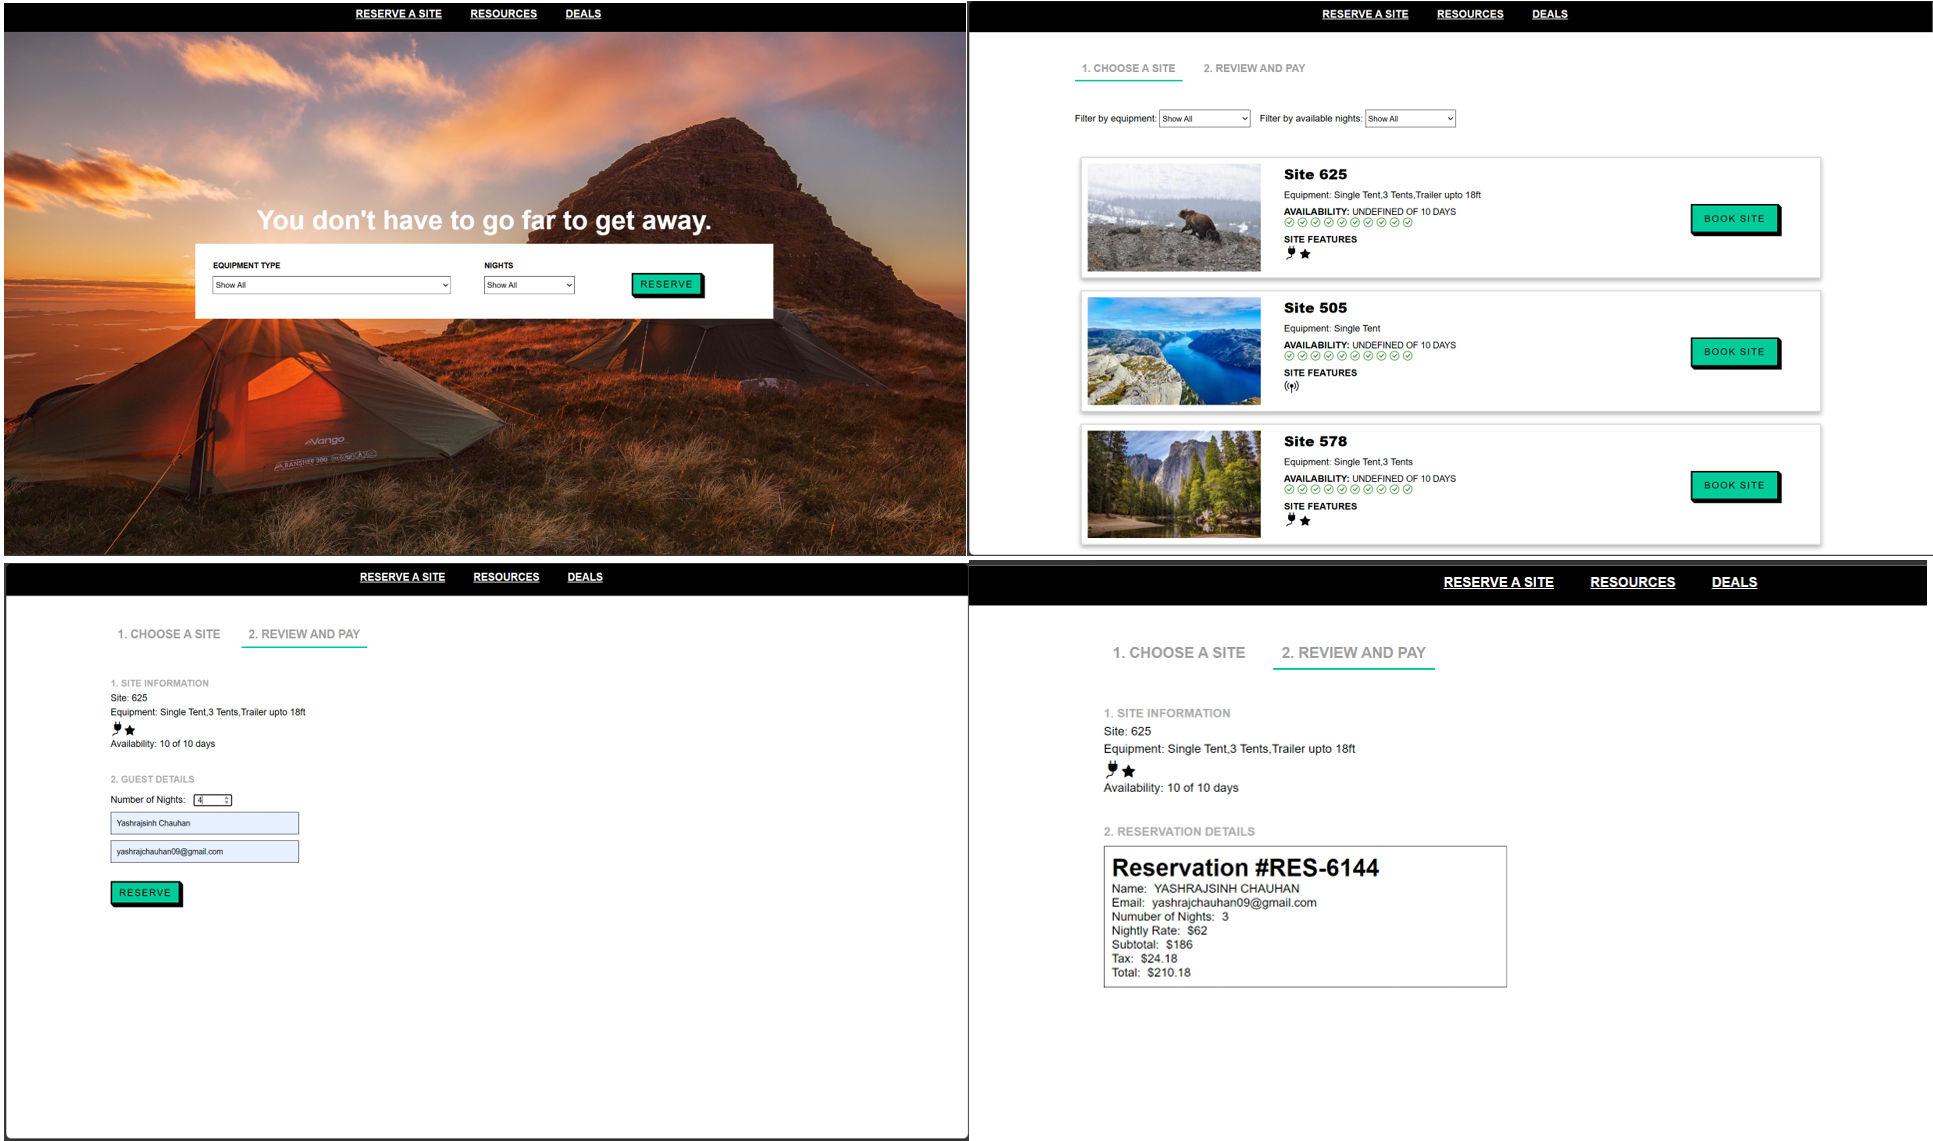 RESERVE A SITE RESOURCES DEALS
You don't have to go far to get away.
EQUIPMENT TYPE NIGHTS
Show All Show All RESERVE
Vango
BANSHEE 300
RESERVE A SITE RESOURCES DEALS
1. CHOOSE A SITE 2. REVIEW AND PAY
Filter by equipment: Show All Filter by available nights: Show All
Site 625
Equipment: Single Tent,3 Tents,Trailer upto 18ft
AVAILABILITY: UNDEFINED OF 10 DAYS
SITE FEATURES
BOOK SITE
Site 505
Equipment: Single Tent
AVAILABILITY: UNDEFINED OF 10 DAYS
SITE FEATURES
BOOK SITE
Site 578
Equipment: Single Tent,3 Tents
AVAILABILITY: UNDEFINED OF 10 DAYS
SITE FEATURES
BOOK SITE
RESERVE A SITE RESOURCES DEALS
1. CHOOSE A SITE 2. REVIEW AND PAY
1. SITE INFORMATION
Site: 625
Equipment: Single Tent,3 Tents,Trailer upto 18ft
Availability: 10 of 10 days
2. GUEST DETAILS
Number of Nights: 4
Yashrajsinh Chauhan
yashrajchauhan09@gmail.com
RESERVE
RESERVE A SITE RESOURCES DEALS
1. CHOOSE A SITE 2. REVIEW AND PAY
1. SITE INFORMATION
Site: 625
Equipment: Single Tent,3 Tents,Trailer upto 18ft
Availability: 10 of 10 days
2. RESERVATION DETAILS
Reservation #RES-6144
Name: YASHRAJSINH CHAUHAN
Email: yashrajchauhan09@gmail.com
Numuber of Nights: 3
Nightly Rate: $62
Subtotal: $186
Tax: $24.18
Total: $210.18